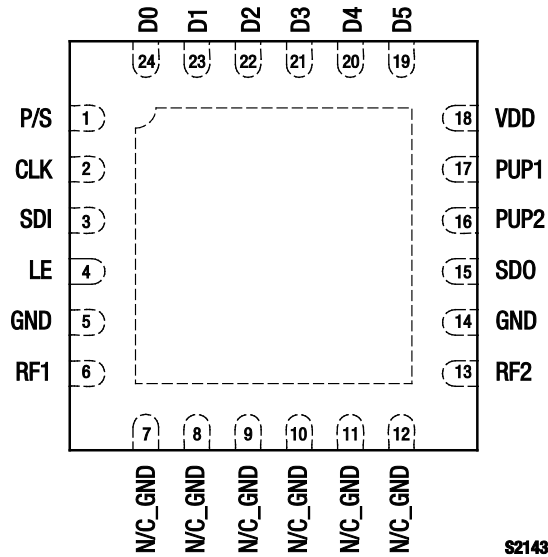 D0 D1 D2 D3 D4 D5
24 23 22 21 20 19
P/S 1 18 VDD
CLK 2 17 PUP1
SDI 3 16 PUP2
LE 4 15 SDO
GND 5 14 GND
RF1 6 13 RF2
7 8 9 10 11 12
N/C_GND N/C_GND N/C_GND N/C_GND N/C_GND N/C_GND
S2143